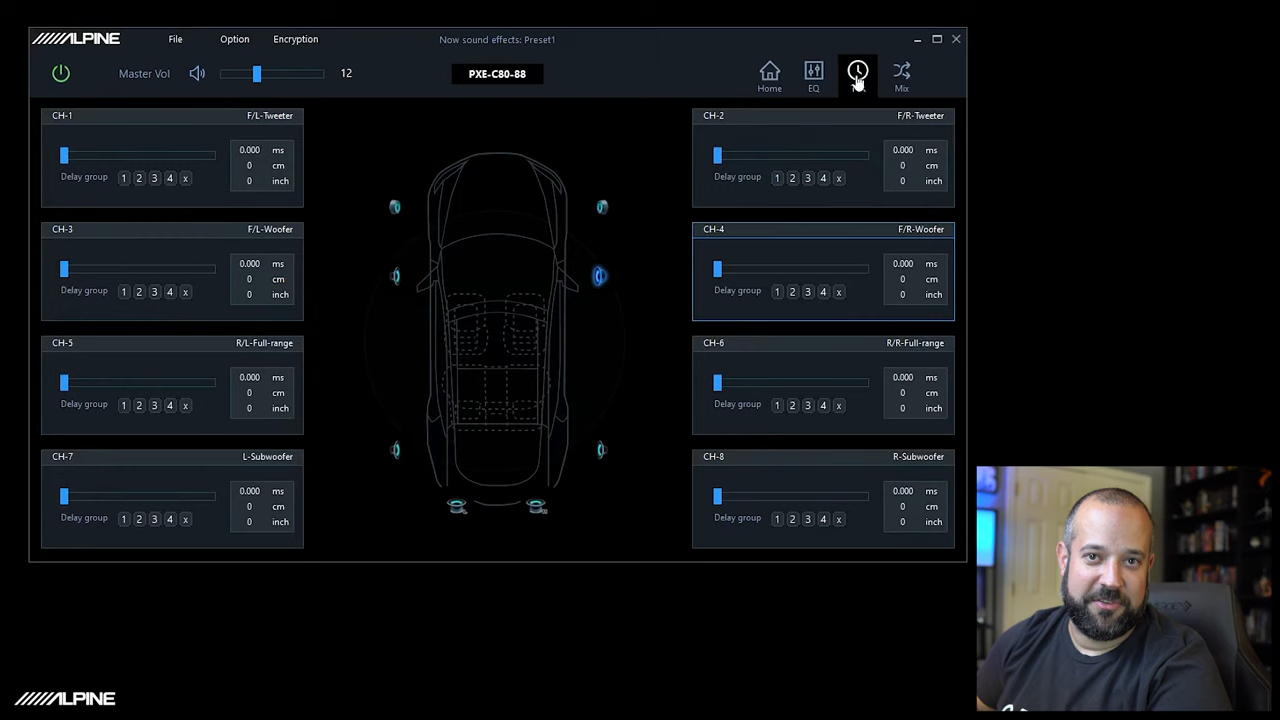 ALPINE
File Option Encryption
Now sound effects: Preset1
Master Vol
12
PXE-C80-88
Home
EQ
Mix
CH-1 F/L-Tweeter
0.000 ms
0 cm
0 inch
Delay group 1 2 3 4 x
CH-2 F/R-Tweeter
0.000 ms
0 cm
0 inch
Delay group 1 2 3 4 x
CH-3 F/L-Woofer
0.000 ms
0 cm
0 inch
Delay group 1 2 3 4 x
CH-4 F/R-Woofer
0.000 ms
0 cm
0 inch
Delay group 1 2 3 4 x
CH-5 R/L-Full-range
0.000 ms
0 cm
0 inch
Delay group 1 2 3 4 x
CH-6 R/R-Full-range
0.000 ms
0 cm
0 inch
Delay group 1 2 3 4 x
CH-7 L-Subwoofer
0.000 ms
0 cm
0 inch
Delay group 1 2 3 4 x
CH-8 R-Subwoofer
0.000 ms
0 cm
0 inch
Delay group 1 2 3 4 x
ALPINE